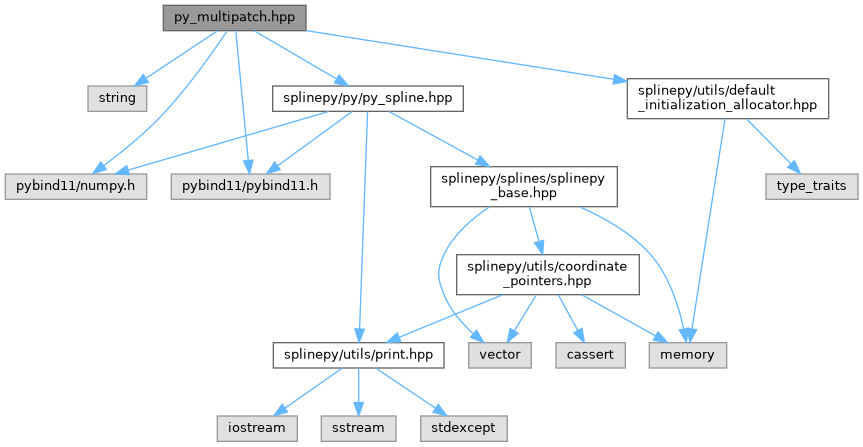 py_multipatch.hpp
string
splinepy/py/py_spline.hpp
splinepy/utils/default
_initialization_allocator.hpp
pybind11/numpy.h
pybind11/pybind11.h
splinepy/splines/splinepy
_base.hpp
type_traits
splinepy/utils/coordinate
_pointers.hpp
splinepy/utils/print.hpp
vector
cassert
memory
iostream
sstream
stdexcept